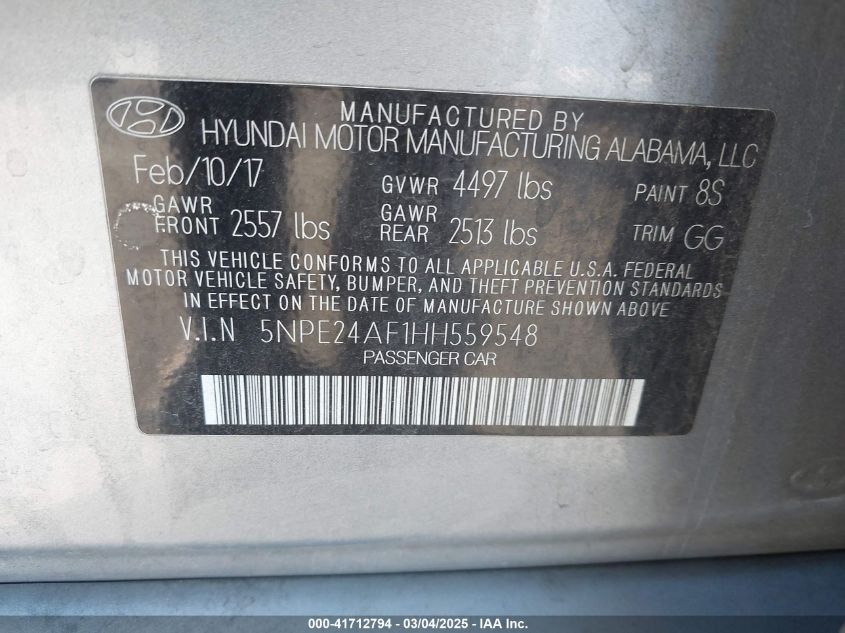 MANUFACTURED BY
HYUNDAI MOTOR MANUFACTURING ALABAMA, LLC
Feb/10/17 GVWR 4497 lbs PAINT 8S
GAWR FRONT 2557 lbs GAWR REAR 2513 lbs TRIM GG
THIS VEHICLE CONFORMS TO ALL APPLICABLE U.S.A. FEDERAL
MOTOR VEHICLE SAFETY, BUMPER, AND THEFT PREVENTION STANDARDS
IN EFFECT ON THE DATE OF MANUFACTURE SHOWN ABOVE
V.I.N 5NPE24AF1HH559548
PASSENGER CAR
000-41712794 - 03/04/2025 - IAA Inc.